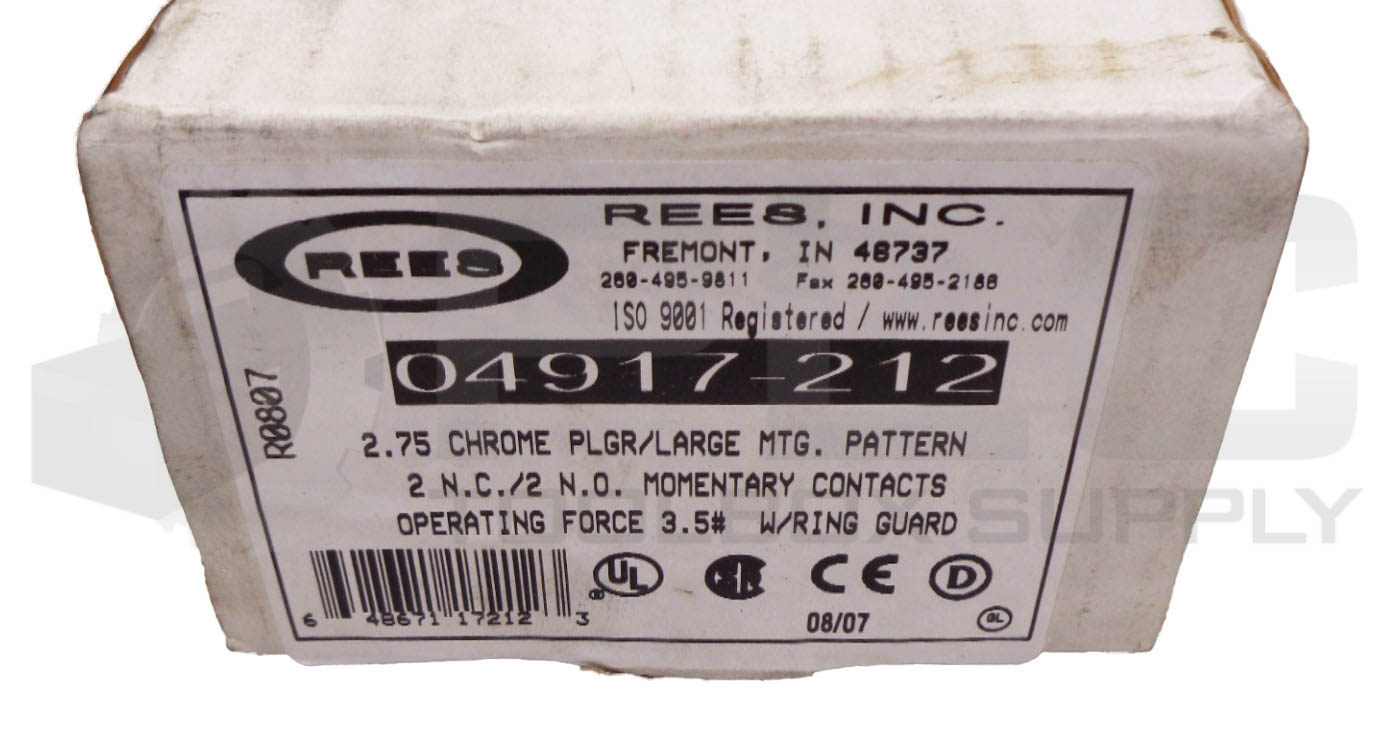 REES
REES, INC.
FREMONT, IN 46737
260-495-9811 Fax 260-495-2186
ISO 9001 Registered / www.reesinc.com
04917-212
R0807
2.75 CHROME PLGR/LARGE MTG. PATTERN
2 N.C./2 N.O. MOMENTARY CONTACTS
OPERATING FORCE 3.5# W/RING GUARD
UL ® CE D
6 48671 17212 3
08/07
TOOLBOX SUPPLY